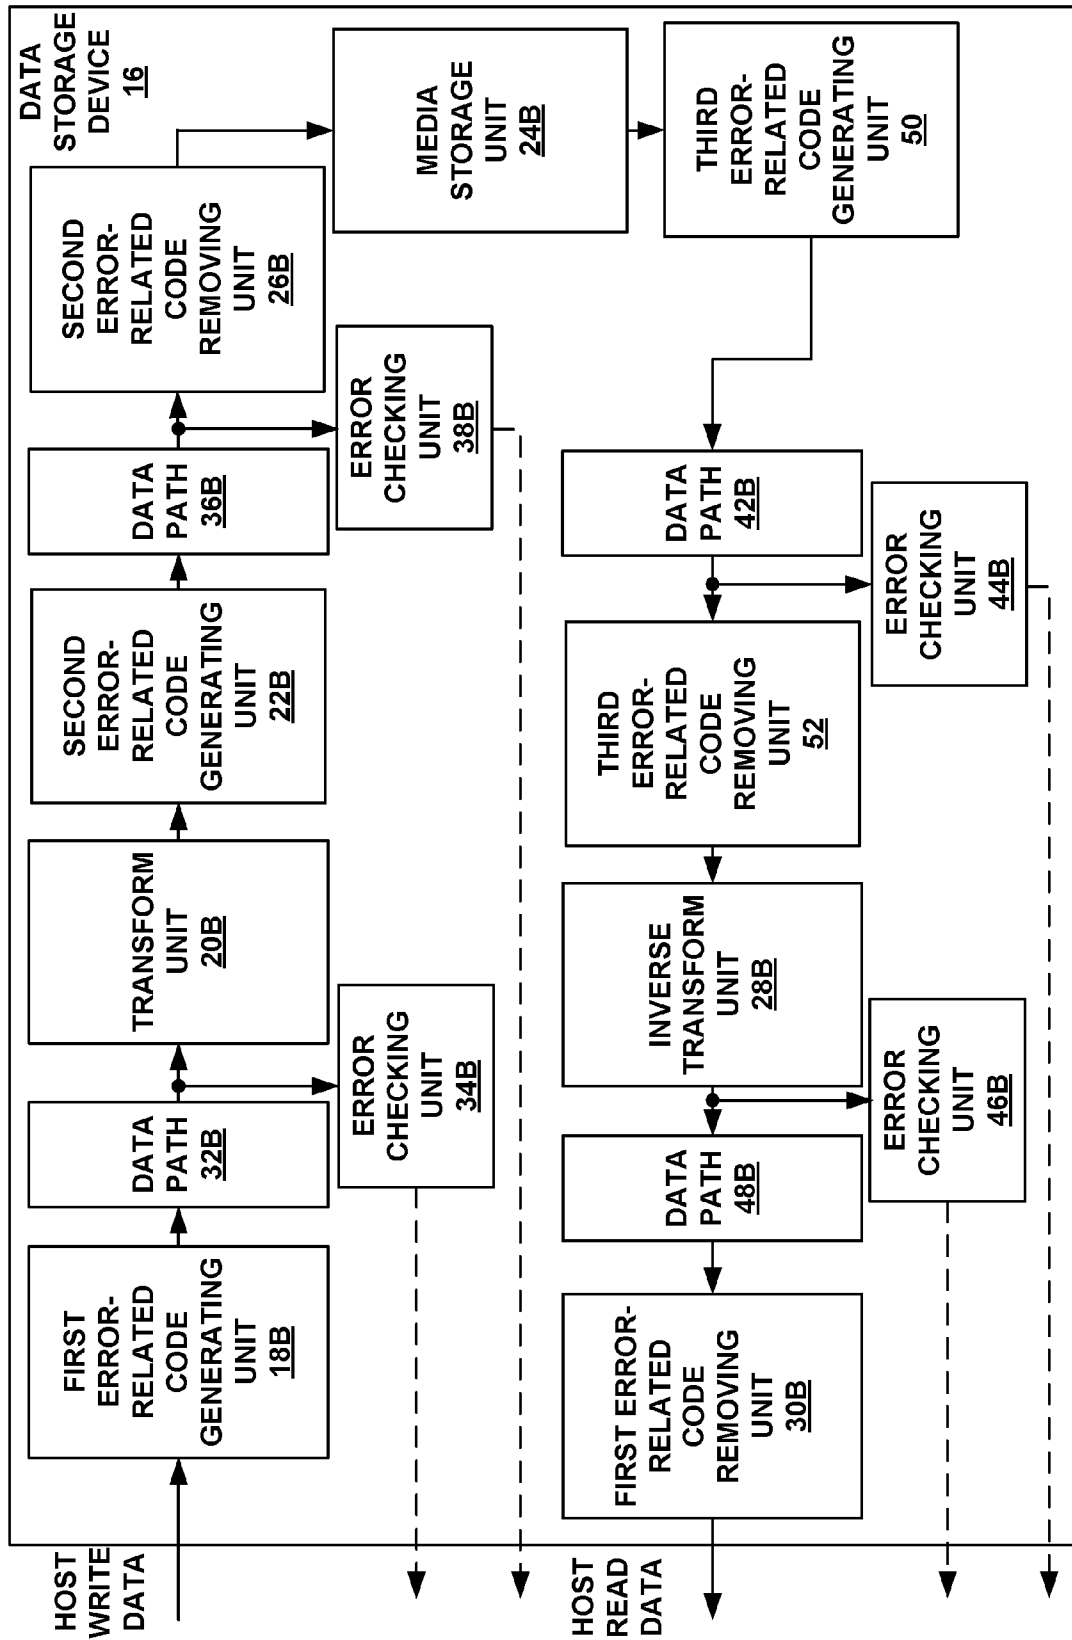 DATA
STORAGE
DEVICE
16
HOST
WRITE
DATA
FIRST
ERROR-
RELATED
CODE
GENERATING
UNIT
18B
DATA
PATH
32B
TRANSFORM
UNIT
20B
SECOND
ERROR-
RELATED
CODE
GENERATING
UNIT
22B
DATA
PATH
36B
SECOND
ERROR-
RELATED
CODE
REMOVING
UNIT
26B
ERROR
CHECKING
UNIT
34B
ERROR
CHECKING
UNIT
38B
MEDIA
STORAGE
UNIT
24B
THIRD
ERROR-
RELATED
CODE
GENERATING
UNIT
50
HOST
READ
DATA
FIRST ERROR-
RELATED
CODE
REMOVING
UNIT
30B
DATA
PATH
48B
INVERSE
TRANSFORM
UNIT
28B
THIRD
ERROR-
RELATED
CODE
REMOVING
UNIT
52
DATA
PATH
42B
ERROR
CHECKING
UNIT
46B
ERROR
CHECKING
UNIT
44B